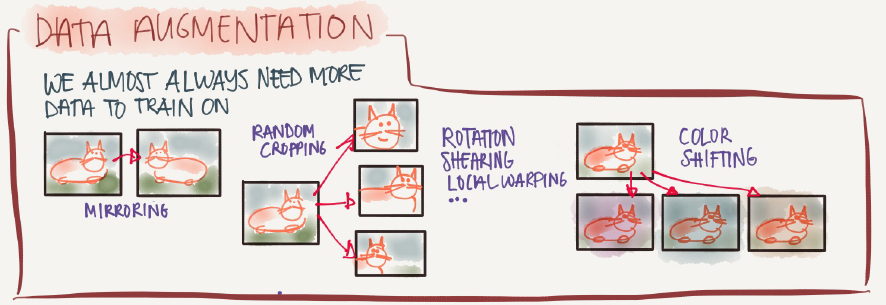 DATA AUGMENTATION
WE ALMOST ALWAYS NEED MORE
DATA TO TRAIN ON
MIRRORING
RANDOM
CROPPING
ROTATION
SHEARING
LOCAL WARPING
...
COLOR
SHIFTING